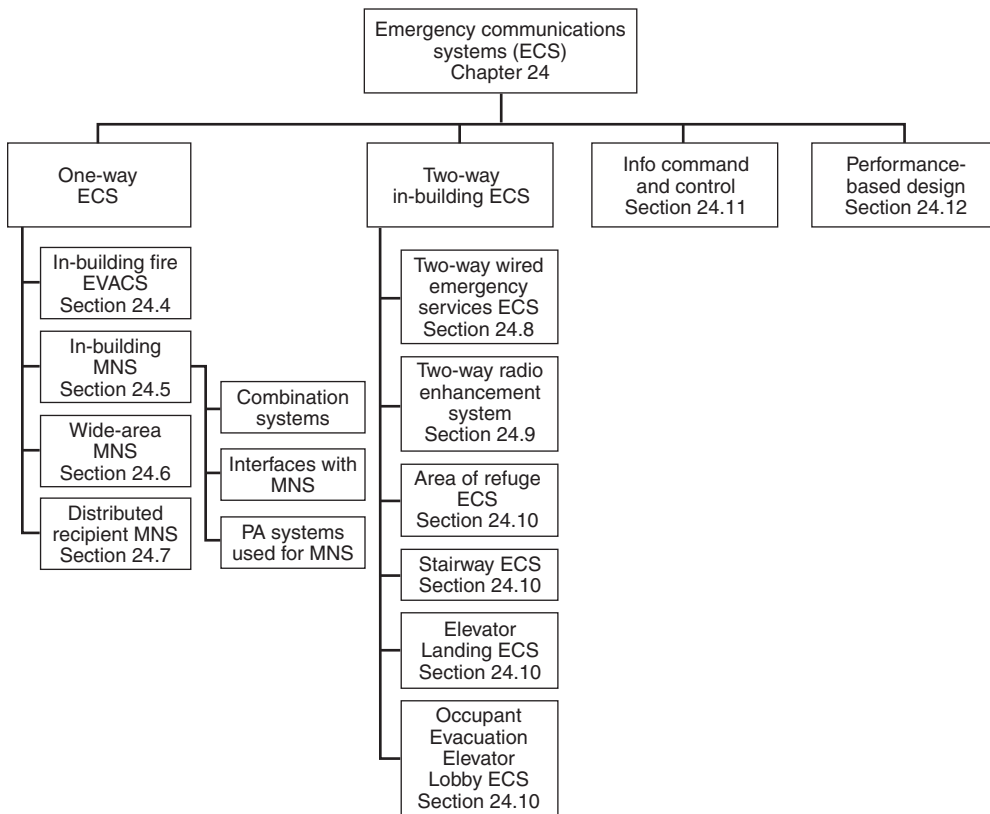 Emergency communications
systems (ECS)
Chapter 24
One-way
ECS
Two-way
in-building ECS
Info command
and control
Section 24.11
Performance-
based design
Section 24.12
In-building fire
EVACS
Section 24.4
In-building
MNS
Section 24.5
Wide-area
MNS
Section 24.6
Distributed
recipient MNS
Section 24.7
Combination
systems
Interfaces with
MNS
PA systems
used for MNS
Two-way wired
emergency
services ECS
Section 24.8
Two-way radio
enhancement
system
Section 24.9
Area of refuge
ECS
Section 24.10
Stairway ECS
Section 24.10
Elevator
Landing ECS
Section 24.10
Occupant
Evacuation
Elevator
Lobby ECS
Section 24.10